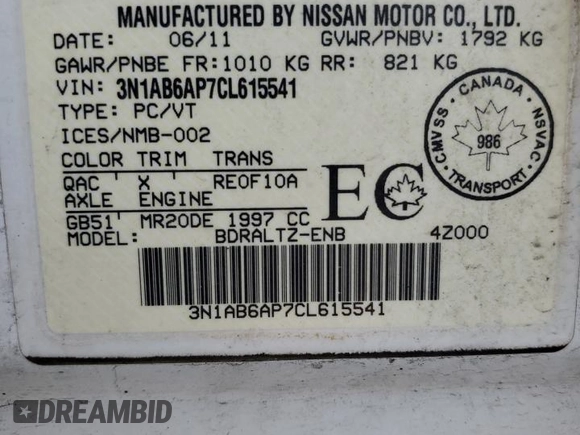 MANUFACTURED BY NISSAN MOTOR CO., LTD.
DATE: 06/11 GVWR/PNBV: 1792 KG
GAWR/PNBE FR: 1010 KG RR: 821 KG
VIN: 3N1AB6AP7CL615541
TYPE: PC/VT
ICES/NMB-002
COLOR TRIM TRANS
QAC ' X ' RE0F10A
AXLE ENGINE
GB51' MR20DE 1997 CC
MODEL: BDRALTZ-ENB 4Z000
EC
CANADA
CMVSS
NSVAC
986
TRANSPORT
3N1AB6AP7CL615541
DREAMBID